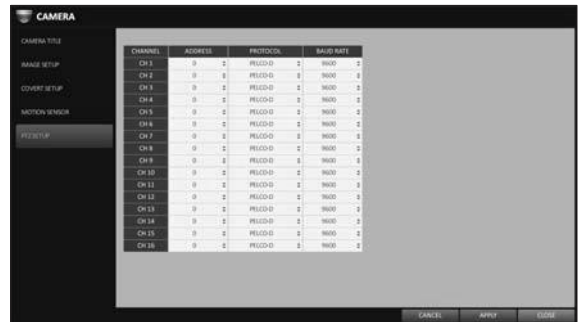 CAMERA
CAMERA TITLE
IMAGE SETUP
COVERT SETUP
MOTION SENSOR
PTZ SETUP
CHANNEL ADDRESS PROTOCOL BAUD RATE
CH 1 0 PELCO-D 9600
CH 2 0 PELCO-D 9600
CH 3 0 PELCO-D 9600
CH 4 0 PELCO-D 9600
CH 5 0 PELCO-D 9600
CH 6 0 PELCO-D 9600
CH 7 0 PELCO-D 9600
CH 8 0 PELCO-D 9600
CH 9 0 PELCO-D 9600
CH 10 0 PELCO-D 9600
CH 11 0 PELCO-D 9600
CH 12 0 PELCO-D 9600
CH 13 0 PELCO-D 9600
CH 14 0 PELCO-D 9600
CH 15 0 PELCO-D 9600
CH 16 0 PELCO-D 9600
CANCEL APPLY CLOSE